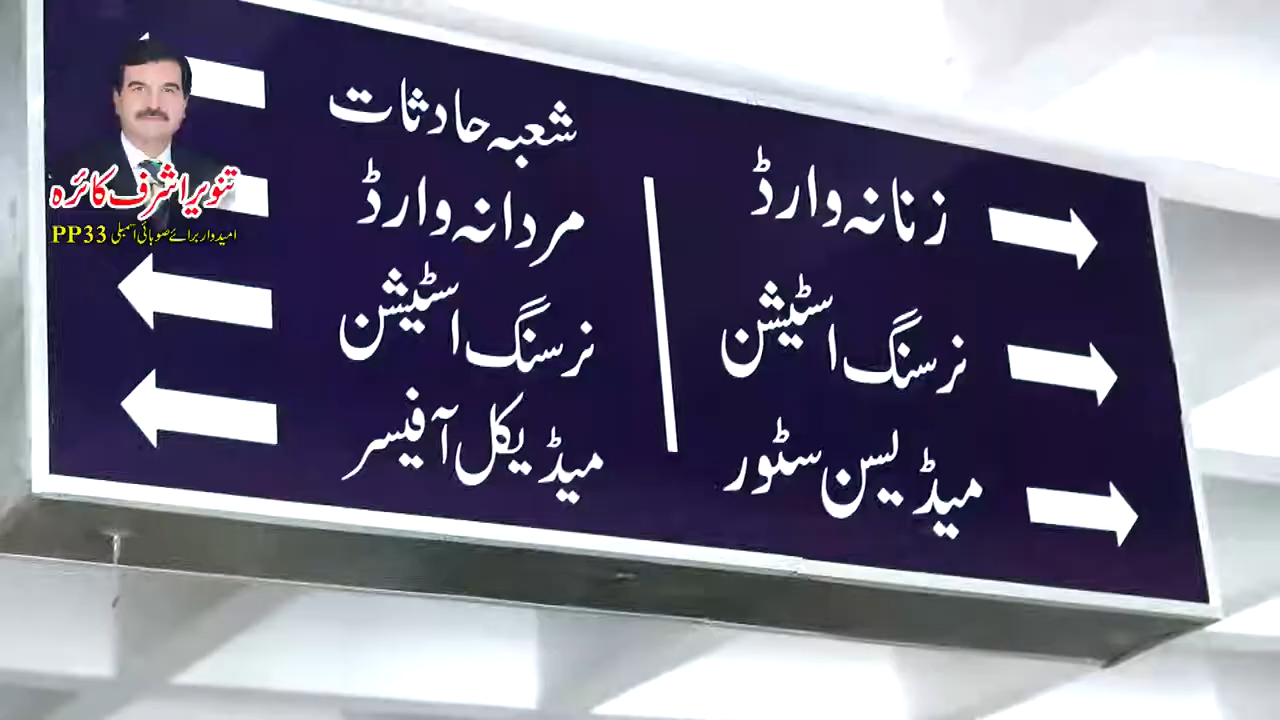 شعبہ حادثات
مردانہ وارڈ
نرسنگ اسٹیشن
میڈیکل آفیسر
زنانہ وارڈ
نرسنگ اسٹیشن
میڈیسن سٹور
تنویر اشرف کائرہ
امیدوار برائے صوبائی اسمبلی PP33